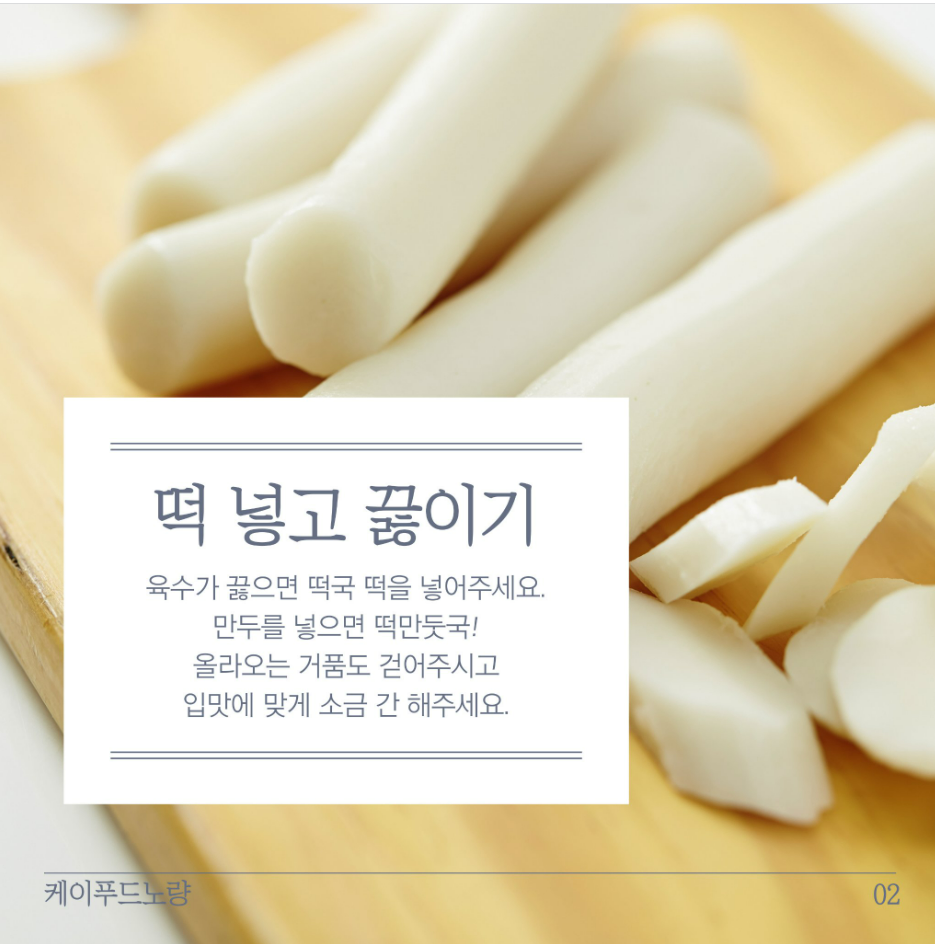 떡 넣고 끓이기
육수가 끓으면 떡국 떡을 넣어주세요.
만두를 넣으면 떡만둣국!
올라오는 거품도 걷어주시고
입맛에 맞게 소금 간 해주세요.
케이푸드노량
02